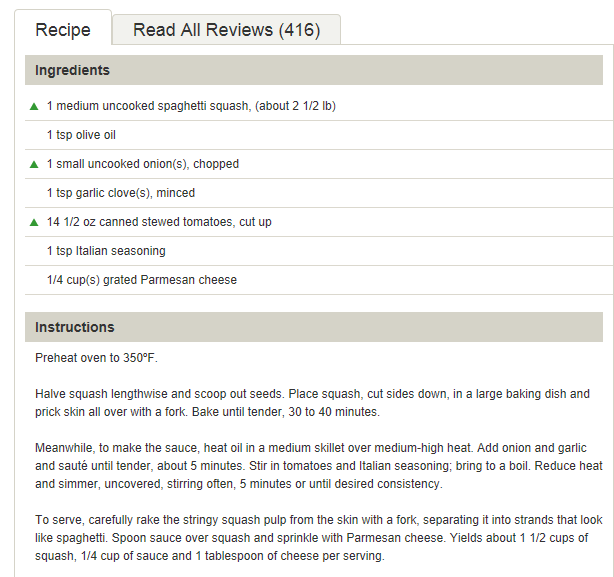 Recipe
Read All Reviews (416)
Ingredients
1 medium uncooked spaghetti squash, (about 2 1/2 lb)
1 tsp olive oil
1 small uncooked onion(s), chopped
1 tsp garlic clove(s), minced
14 1/2 oz canned stewed tomatoes, cut up
1 tsp Italian seasoning
1/4 cup(s) grated Parmesan cheese
Instructions
Preheat oven to 350ºF.
Halve squash lengthwise and scoop out seeds. Place squash, cut sides down, in a large baking dish and
prick skin all over with a fork. Bake until tender, 30 to 40 minutes.
Meanwhile, to make the sauce, heat oil in a medium skillet over medium-high heat. Add onion and garlic
and sauté until tender, about 5 minutes. Stir in tomatoes and Italian seasoning; bring to a boil. Reduce heat
and simmer, uncovered, stirring often, 5 minutes or until desired consistency.
To serve, carefully rake the stringy squash pulp from the skin with a fork, separating it into strands that look
like spaghetti. Spoon sauce over squash and sprinkle with Parmesan cheese. Yields about 1 1/2 cups of
squash, 1/4 cup of sauce and 1 tablespoon of cheese per serving.